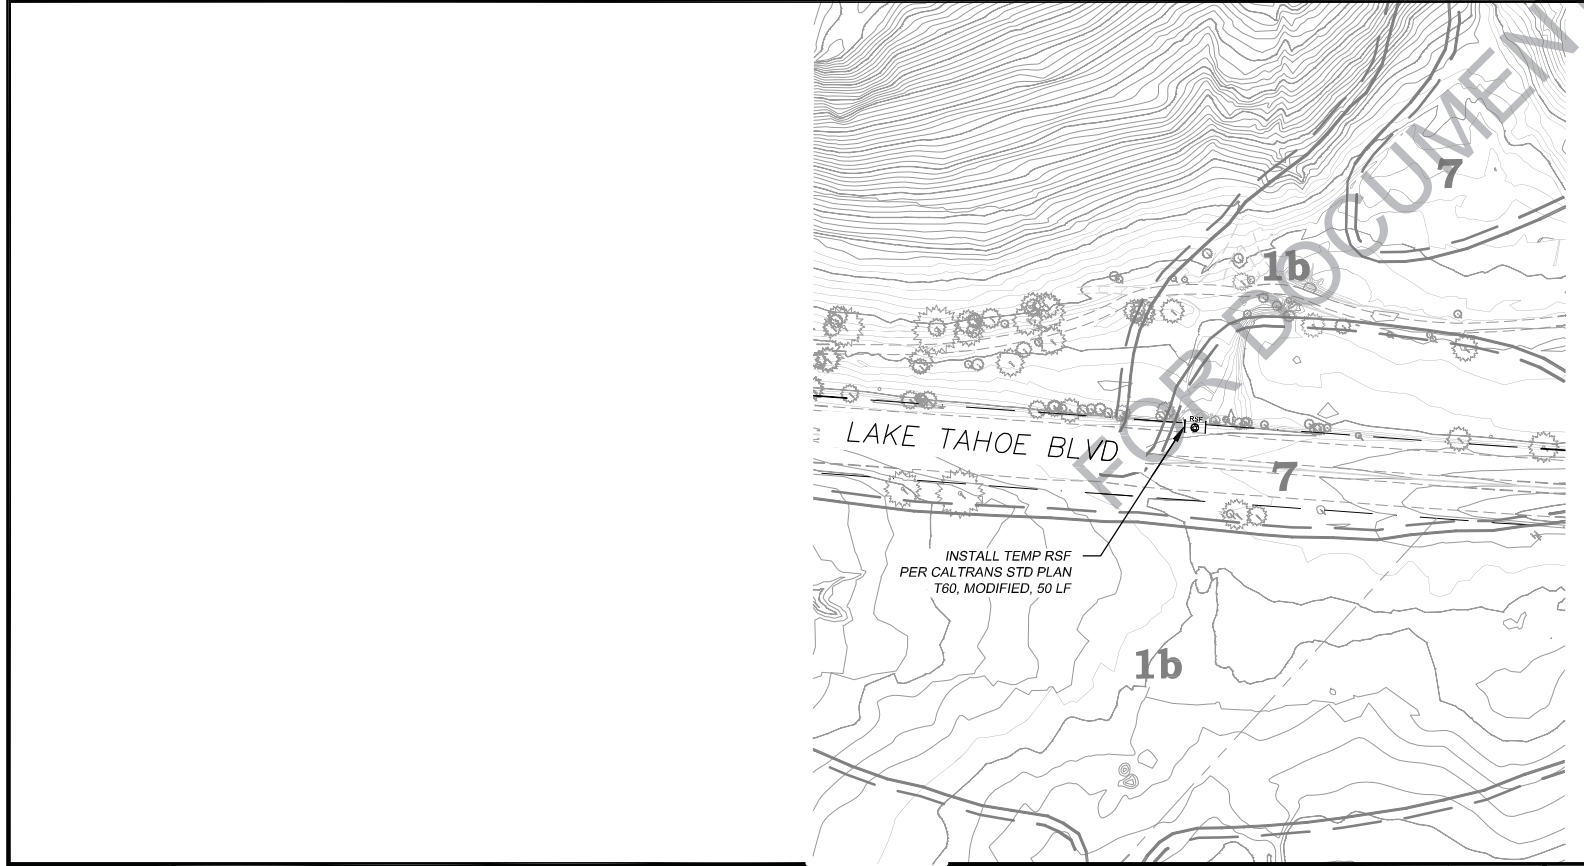 FOR DOCUMEN
7
1b
RSF
LAKE TAHOE BLVD
7
INSTALL TEMP RSF
PER CALTRANS STD PLAN
T60, MODIFIED, 50 LF
1b